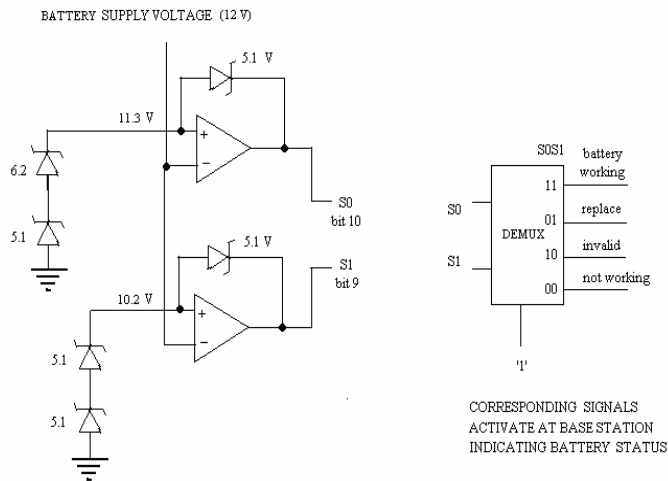 BATTERY SUPPLY VOLTAGE (12 V)
5.1 V
11.3 V
+
−
6.2
5.1
S0
bit 10
5.1 V
S1
bit 9
10.2 V
+
−
5.1
5.1
S0S1
battery
working
11
S0
replace
01
DEMUX
invalid
10
S1
not working
00
'1'
CORRESPONDING SIGNALS
ACTIVATE AT BASE STATION
INDICATING BATTERY STATUS